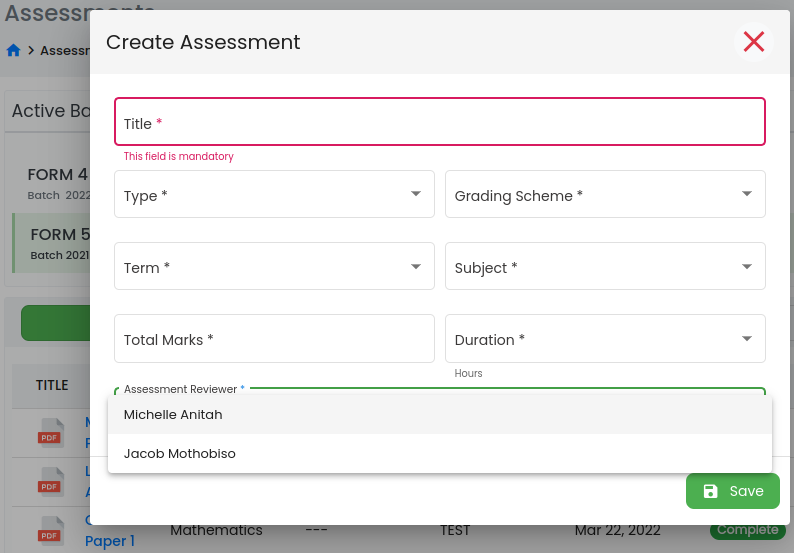 Assessments
Assessr
Create Assessment
Active Ba
Title *
This field is mandatory
FORM 4
Batch 2022
Type *
Grading Scheme *
FORM 5
Batch 2021
Term *
Subject *
Total Marks *
Duration *
Hours
TITLE
Assessment Reviewer *
Michelle Anitah
PDF
Jacob Mothobiso
L
PDF
A
Save
PDF
Paper 1
Mathematics
---
TEST
Mar 22, 2022
Complete